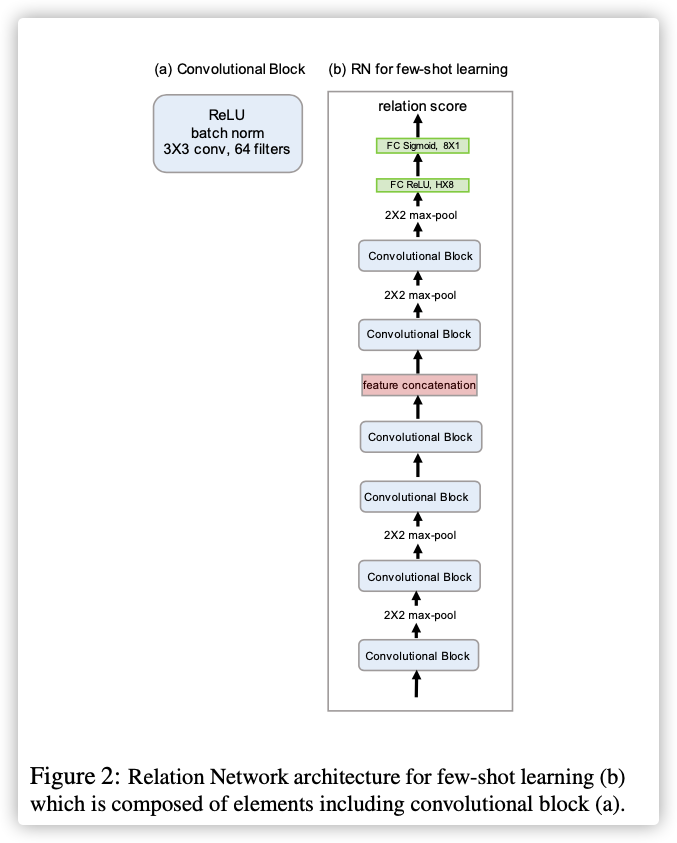 (a) Convolutional Block
(b) RN for few-shot learning
ReLU
batch norm
3X3 conv, 64 filters
relation score
FC Sigmoid, 8X1
FC ReLU, HX8
2X2 max-pool
Convolutional Block
2X2 max-pool
Convolutional Block
feature concatenation
Convolutional Block
Convolutional Block
2X2 max-pool
Convolutional Block
2X2 max-pool
Convolutional Block
Figure 2: Relation Network architecture for few-shot learning (b)
which is composed of elements including convolutional block (a).